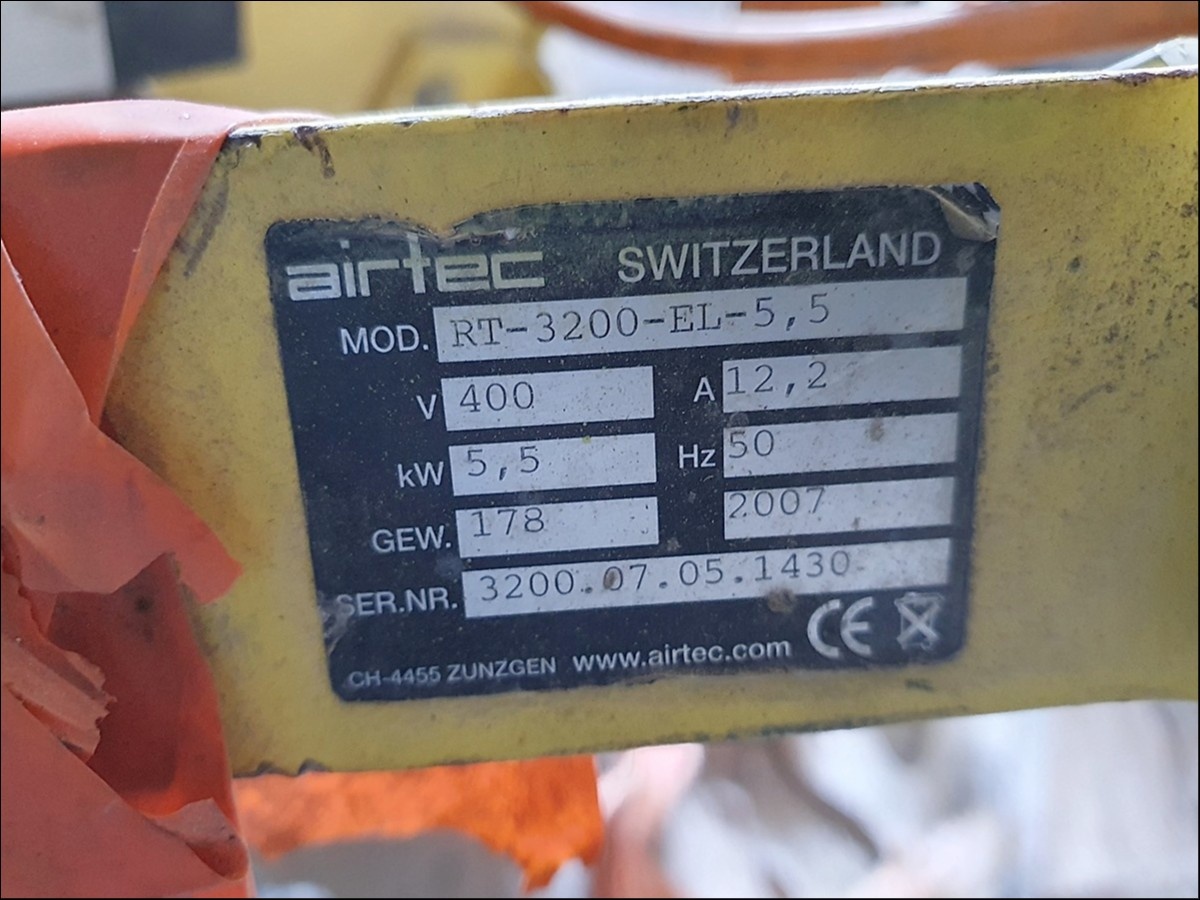 airtec SWITZERLAND
MOD. RT-3200-EL-5,5
V 400 A 12,2
kW 5,5 Hz 50
GEW. 178 2007
SER.NR. 3200.07.05.1430
CH-4455 ZUNZGEN www.airtec.com CE